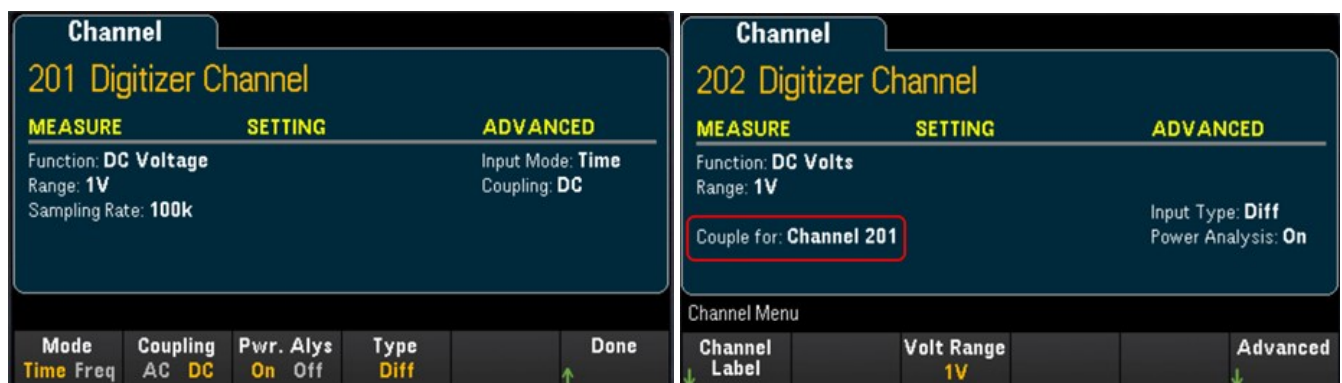 Channel
201 Digitizer Channel
MEASURE SETTING ADVANCED
Function: DC Voltage Input Mode: Time
Range: 1V Coupling: DC
Sampling Rate: 100k
Mode Coupling Pwr. Alys Type Done
Time Freq AC DC On Off Diff
Channel
202 Digitizer Channel
MEASURE SETTING ADVANCED
Function: DC Volts
Range: 1V
Input Type: Diff
Couple for: Channel 201 Power Analysis: On
Channel Menu
Channel Volt Range Advanced
Label 1V